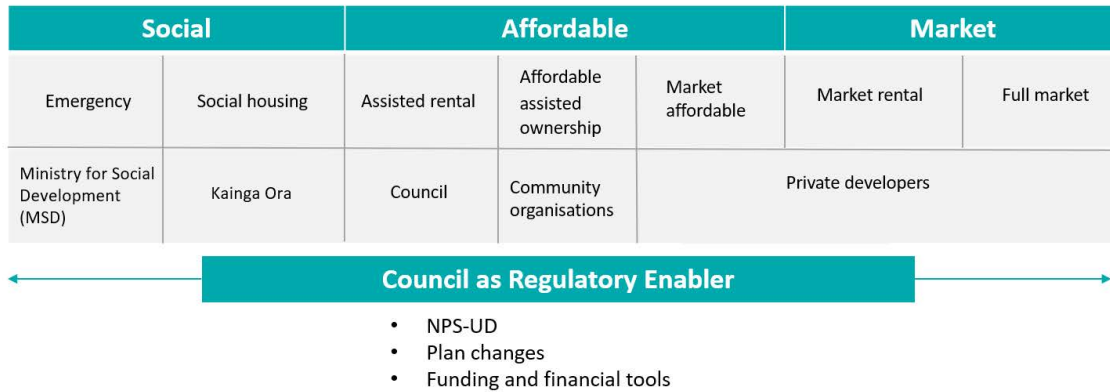 Social
Affordable
Market
Emergency
Social housing
Assisted rental
Affordable
assisted
ownership
Market
affordable
Market rental
Full market
Ministry for Social
Development
(MSD)
Kainga Ora
Council
Community
organisations
Private developers
Council as Regulatory Enabler
• NPS-UD
• Plan changes
• Funding and financial tools